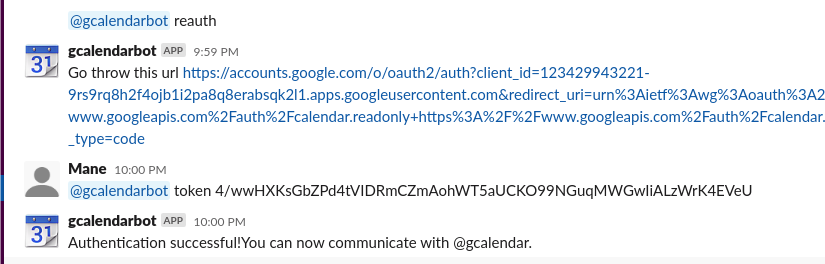 @gcalendarbot reauth
gcalendarbot APP 9:59 PM
Go throw this url https://accounts.google.com/o/oauth2/auth?client_id=123429943221-
9rs9rq8h2f4ojb1i2pa8q8erabsqk2l1.apps.googleusercontent.com&redirect_uri=urn%3Aietf%3Awg%3Aoauth%3A2
www.googleapis.com%2Fauth%2Fcalendar.readonly+https%3A%2F%2Fwww.googleapis.com%2Fauth%2Fcalendar.
_type=code
Mane 10:00 PM
@gcalendarbot token 4/wwHXKsGbZPd4tVIDRmCZmAohWT5aUCKO99NGuqMWGwIiALzWrK4EVeU
gcalendarbot APP 10:00 PM
Authentication successful!You can now communicate with @gcalendar.
31
31